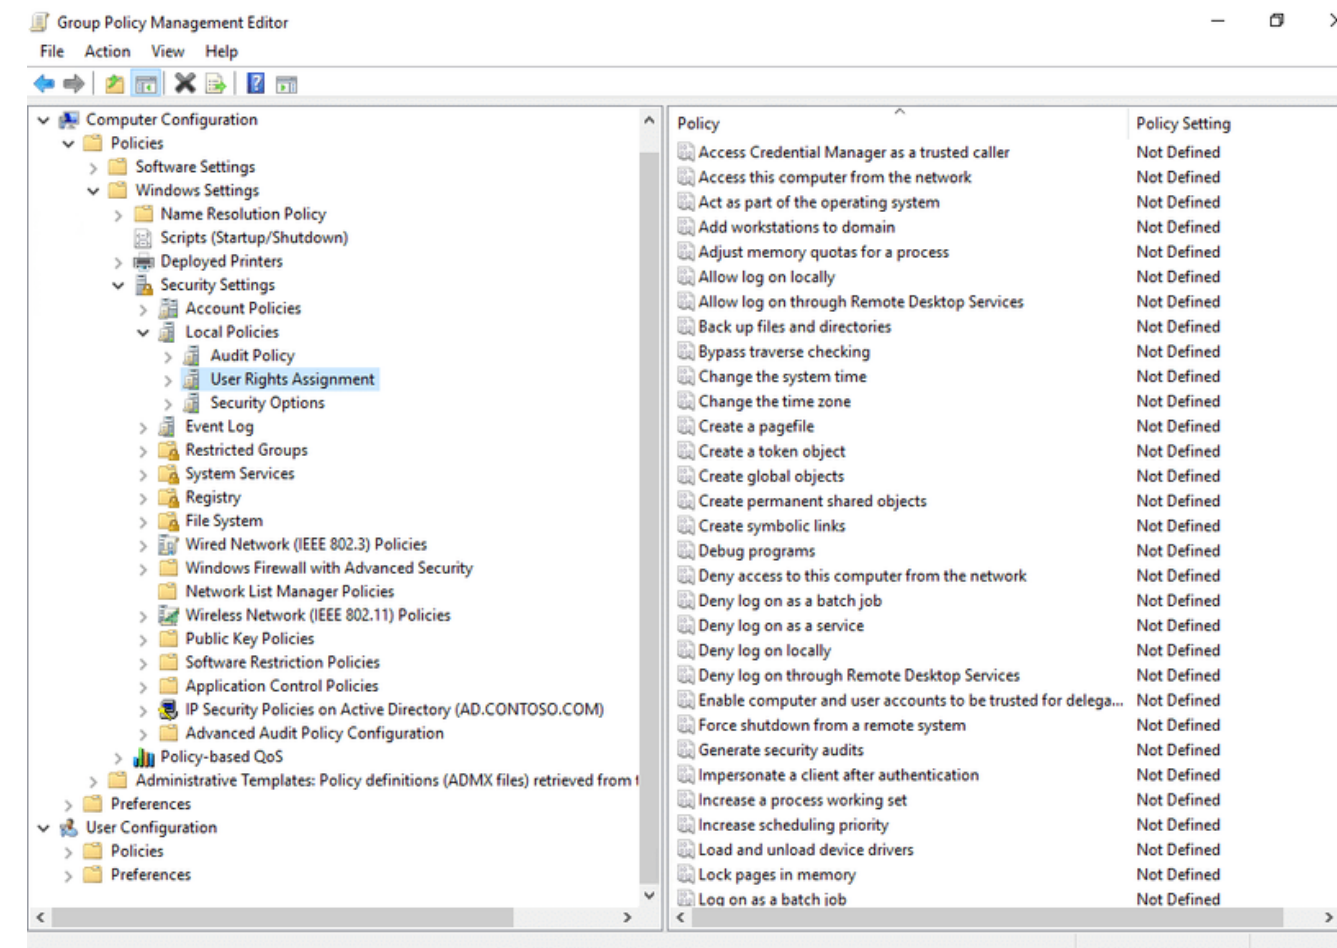 Group Policy Management Editor
File Action View Help
Computer Configuration
Policies
Software Settings
Windows Settings
Name Resolution Policy
Scripts (Startup/Shutdown)
Deployed Printers
Security Settings
Account Policies
Local Policies
Audit Policy
User Rights Assignment
Security Options
Event Log
Restricted Groups
System Services
Registry
File System
Wired Network (IEEE 802.3) Policies
Windows Firewall with Advanced Security
Network List Manager Policies
Wireless Network (IEEE 802.11) Policies
Public Key Policies
Software Restriction Policies
Application Control Policies
IP Security Policies on Active Directory (AD.CONTOSO.COM)
Advanced Audit Policy Configuration
Policy-based QoS
Administrative Templates: Policy definitions (ADMX files) retrieved from t
Preferences
User Configuration
Policies
Preferences
Policy Policy Setting
Access Credential Manager as a trusted caller Not Defined
Access this computer from the network Not Defined
Act as part of the operating system Not Defined
Add workstations to domain Not Defined
Adjust memory quotas for a process Not Defined
Allow log on locally Not Defined
Allow log on through Remote Desktop Services Not Defined
Back up files and directories Not Defined
Bypass traverse checking Not Defined
Change the system time Not Defined
Change the time zone Not Defined
Create a pagefile Not Defined
Create a token object Not Defined
Create global objects Not Defined
Create permanent shared objects Not Defined
Create symbolic links Not Defined
Debug programs Not Defined
Deny access to this computer from the network Not Defined
Deny log on as a batch job Not Defined
Deny log on as a service Not Defined
Deny log on locally Not Defined
Deny log on through Remote Desktop Services Not Defined
Enable computer and user accounts to be trusted for delega... Not Defined
Force shutdown from a remote system Not Defined
Generate security audits Not Defined
Impersonate a client after authentication Not Defined
Increase a process working set Not Defined
Increase scheduling priority Not Defined
Load and unload device drivers Not Defined
Lock pages in memory Not Defined
Log on as a batch job Not Defined